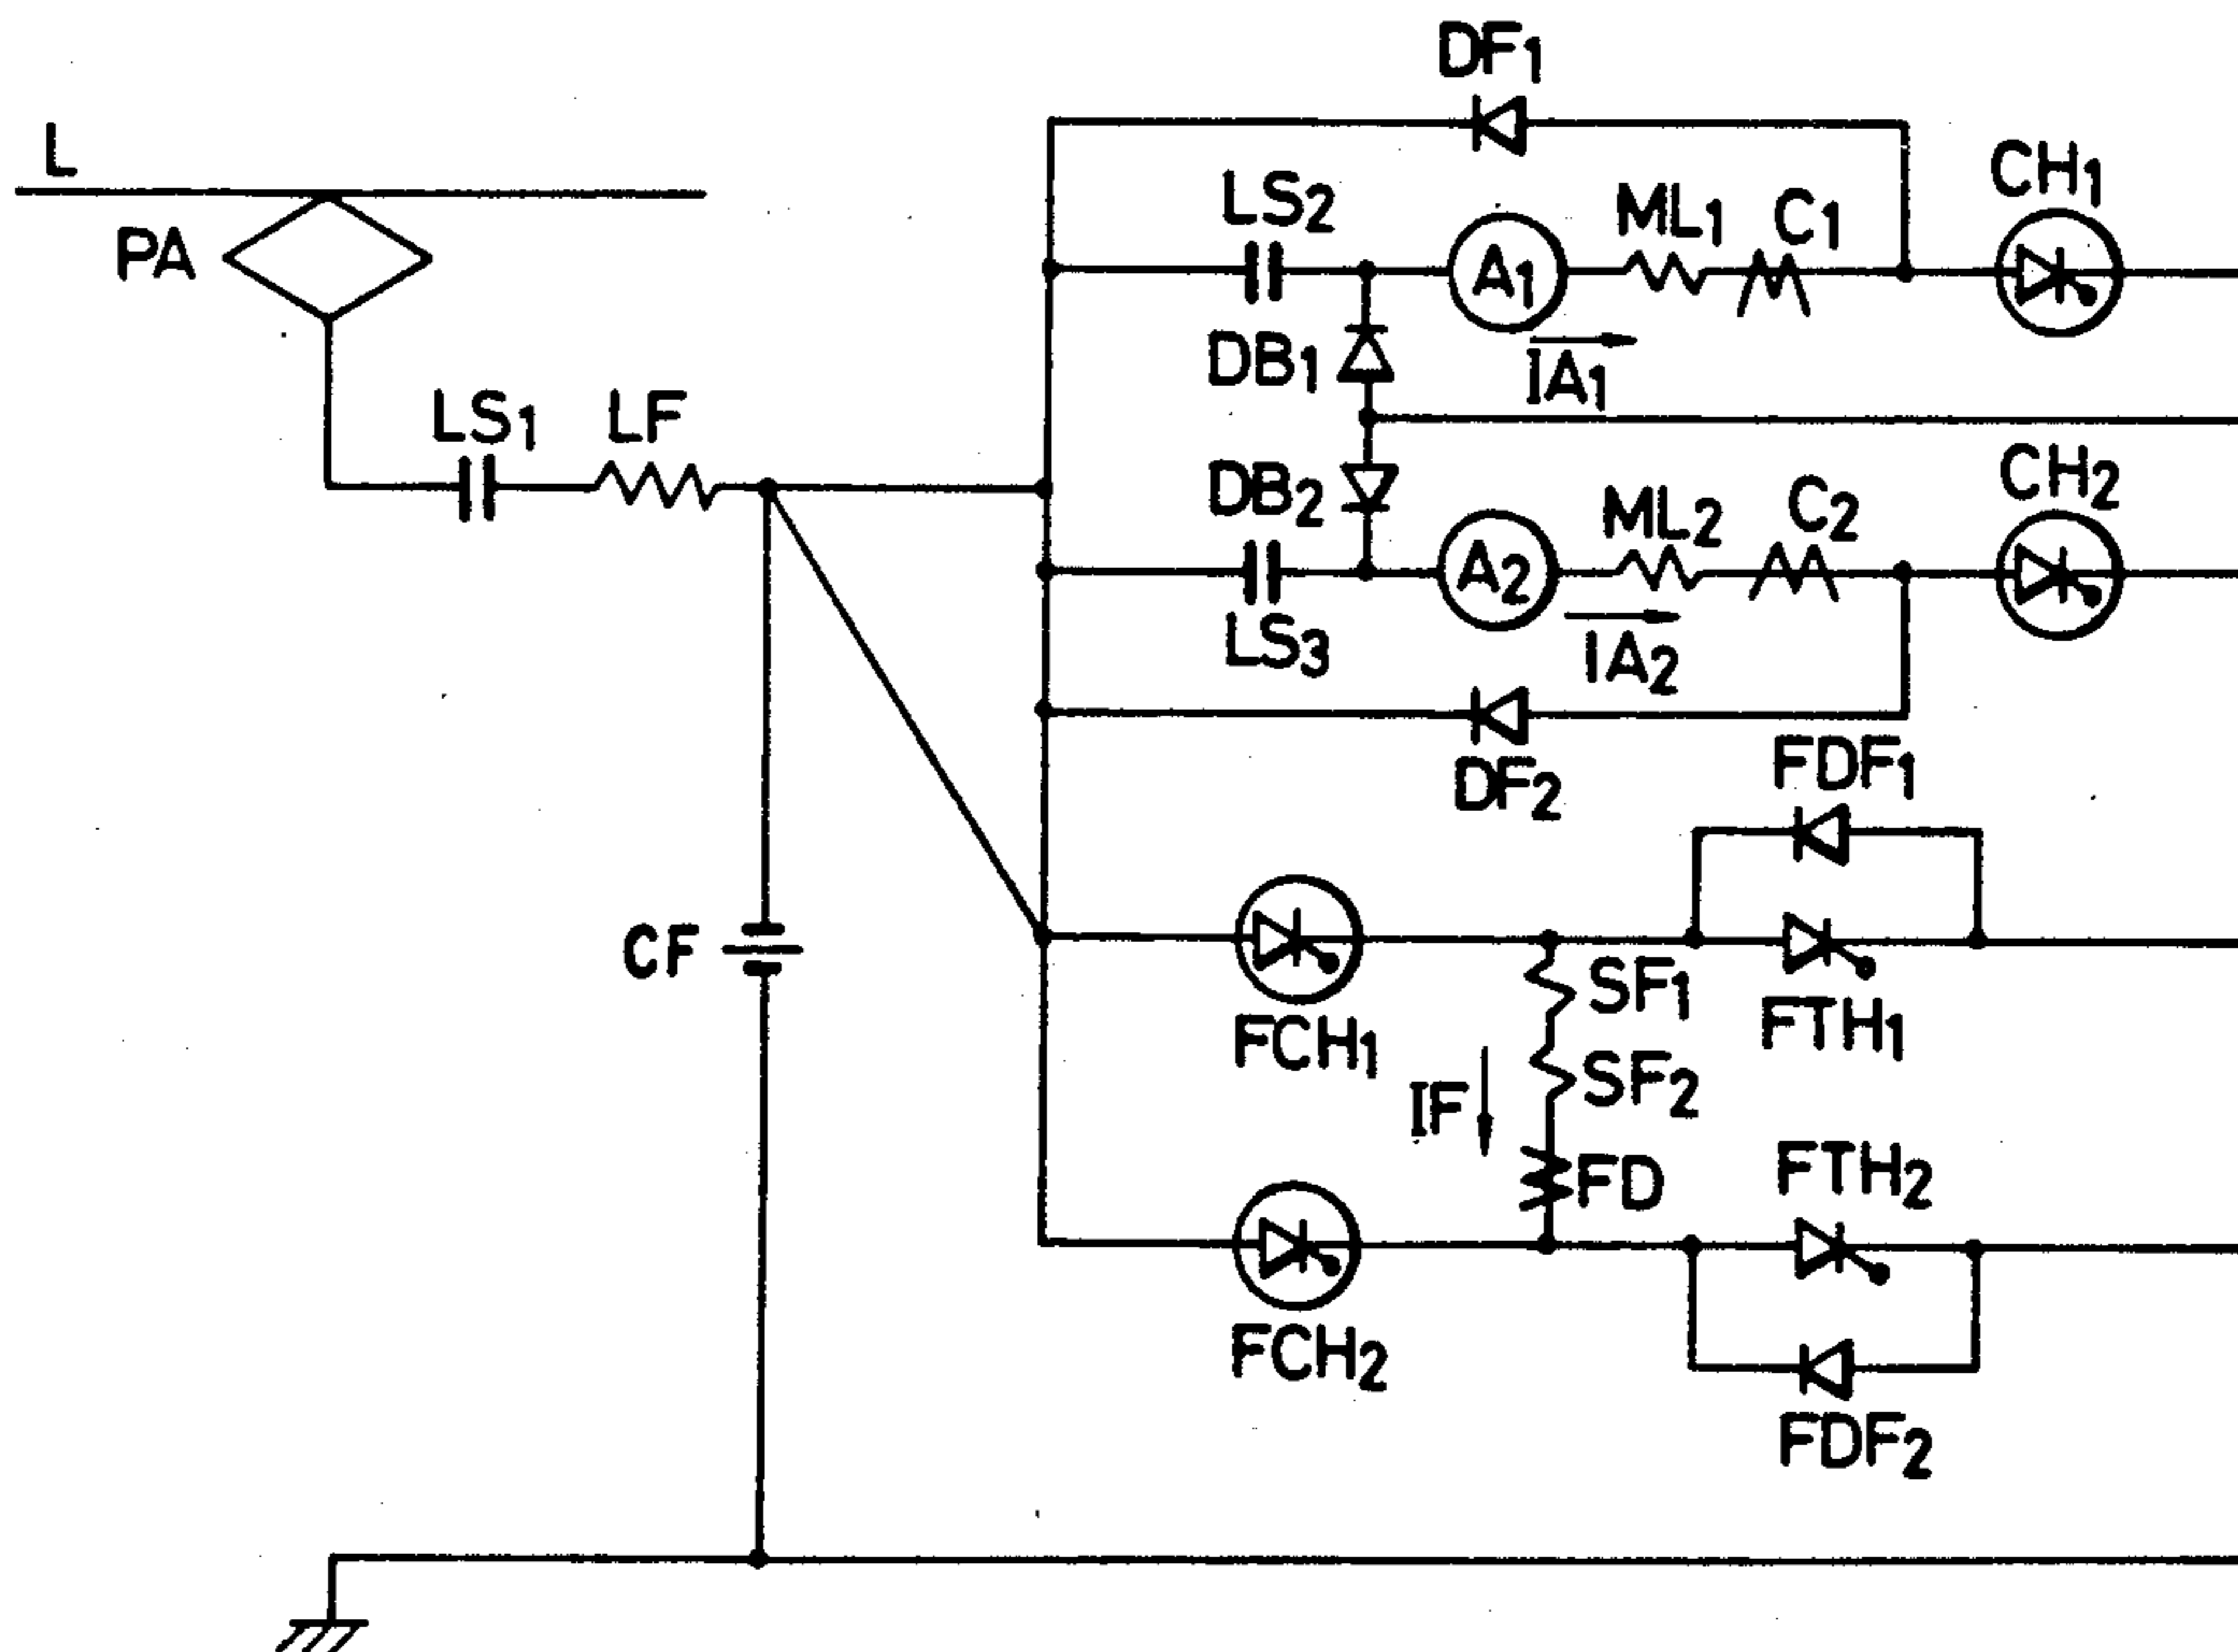 DF₁
L
LS₂
ML₁
C₁
CH₁
PA
A₁
DB₁
IA₁
LS₁
LF
DB₂
ML₂
C₂
CH₂
A₂
LS₃
IA₂
DF₂
FDF₁
CF
SF₁
FCH₁
FTH₁
SF₂
IF
FD
FTH₂
FCH₂
FDF₂